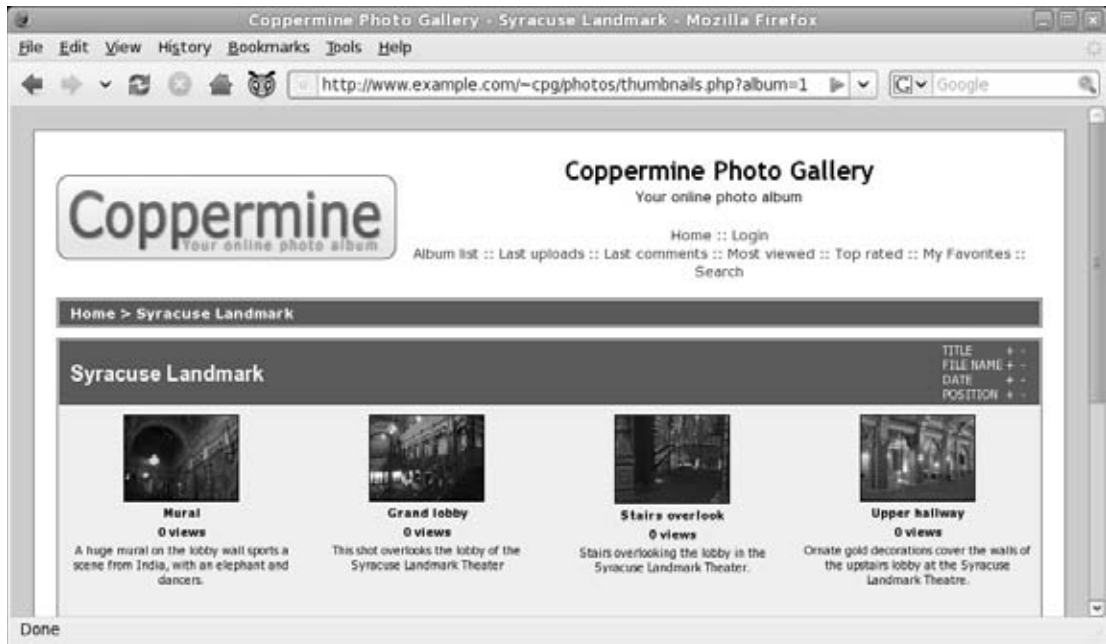 Coppermine Photo Gallery - Syracuse Landmark - Mozilla Firefox
File Edit View History Bookmarks Tools Help
http://www.example.com/~cpg/photos/thumbnails.php?album=1
G Google
Coppermine
Your online photo album
Coppermine Photo Gallery
Your online photo album
Home :: Login
Album list :: Last uploads :: Last comments :: Most viewed :: Top rated :: My Favorites ::
Search
Home > Syracuse Landmark
Syracuse Landmark
TITLE + -
FILE NAME + -
DATE + -
POSITION + -
Mural
0 views
A huge mural on the lobby wall sports a
scene from India, with an elephant and
dancers.
Grand lobby
0 views
This shot overlooks the lobby of the
Syracuse Landmark Theater
Stairs overlook
0 views
Stairs overlooking the lobby in the
Syracuse Landmark Theater.
Upper hallway
0 views
Ornate gold decorations cover the walls of
the upstairs lobby at the Syracuse
Landmark Theatre.
Done